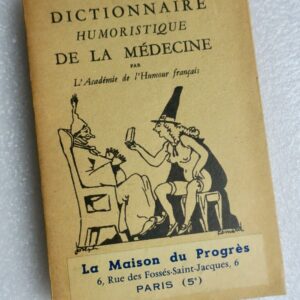 DICTIONNAIRE
HUMORISTIQUE
DE LA MÉDECINE
PAR
L'Académie de l'Humour français
La Maison du Progrès
6, Rue des Fossés-Saint-Jacques, 6
PARIS (5e)